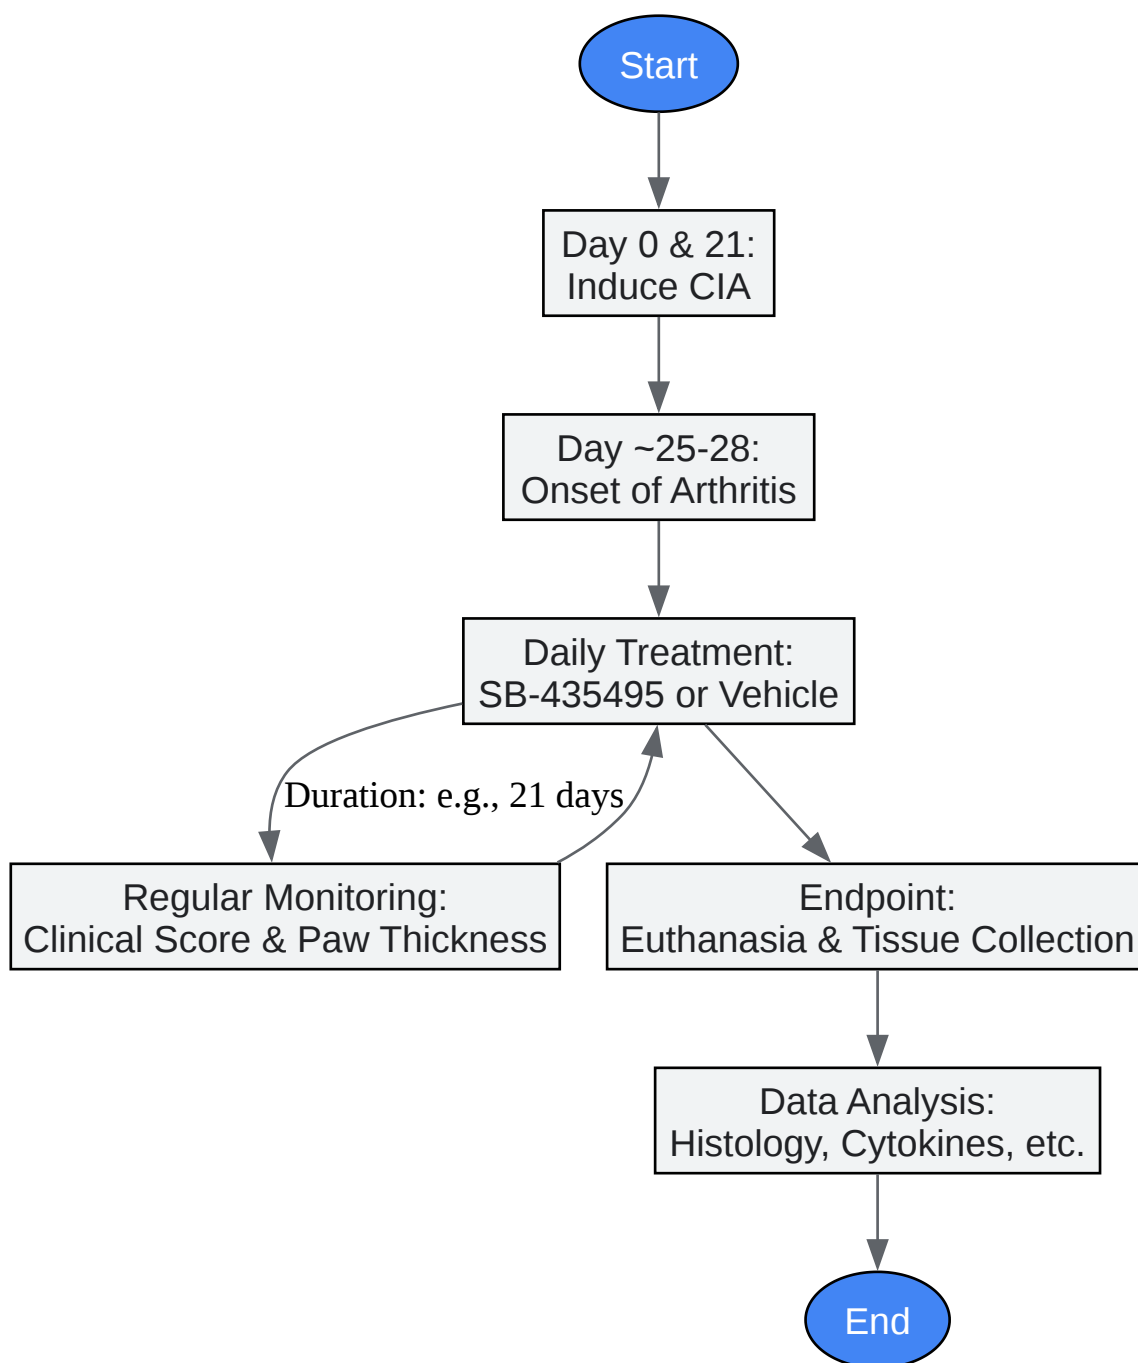 Start
Day 0 & 21:
Induce CIA
Day ~25-28:
Onset of Arthritis
Daily Treatment:
SB-435495 or Vehicle
Duration: e.g., 21 days
Regular Monitoring:
Clinical Score & Paw Thickness
Endpoint:
Euthanasia & Tissue Collection
Data Analysis:
Histology, Cytokines, etc.
End